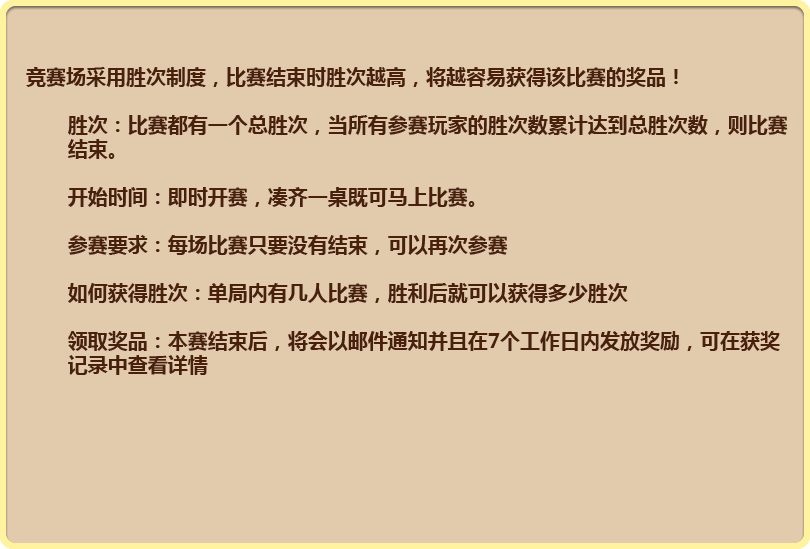 竞赛场采用胜次制度，比赛结束时胜次越高，将越容易获得该比赛的奖品！
胜次：比赛都有一个总胜次，当所有参赛玩家的胜次数累计达到总胜次数，则比赛
结束。
开始时间：即时开赛，凑齐一桌既可马上比赛。
参赛要求：每场比赛只要没有结束，可以再次参赛
如何获得胜次：单局内有几人比赛，胜利后就可以获得多少胜次
领取奖品：本赛结束后，将会以邮件通知并且在7个工作日内发放奖励，可在获奖
记录中查看详情